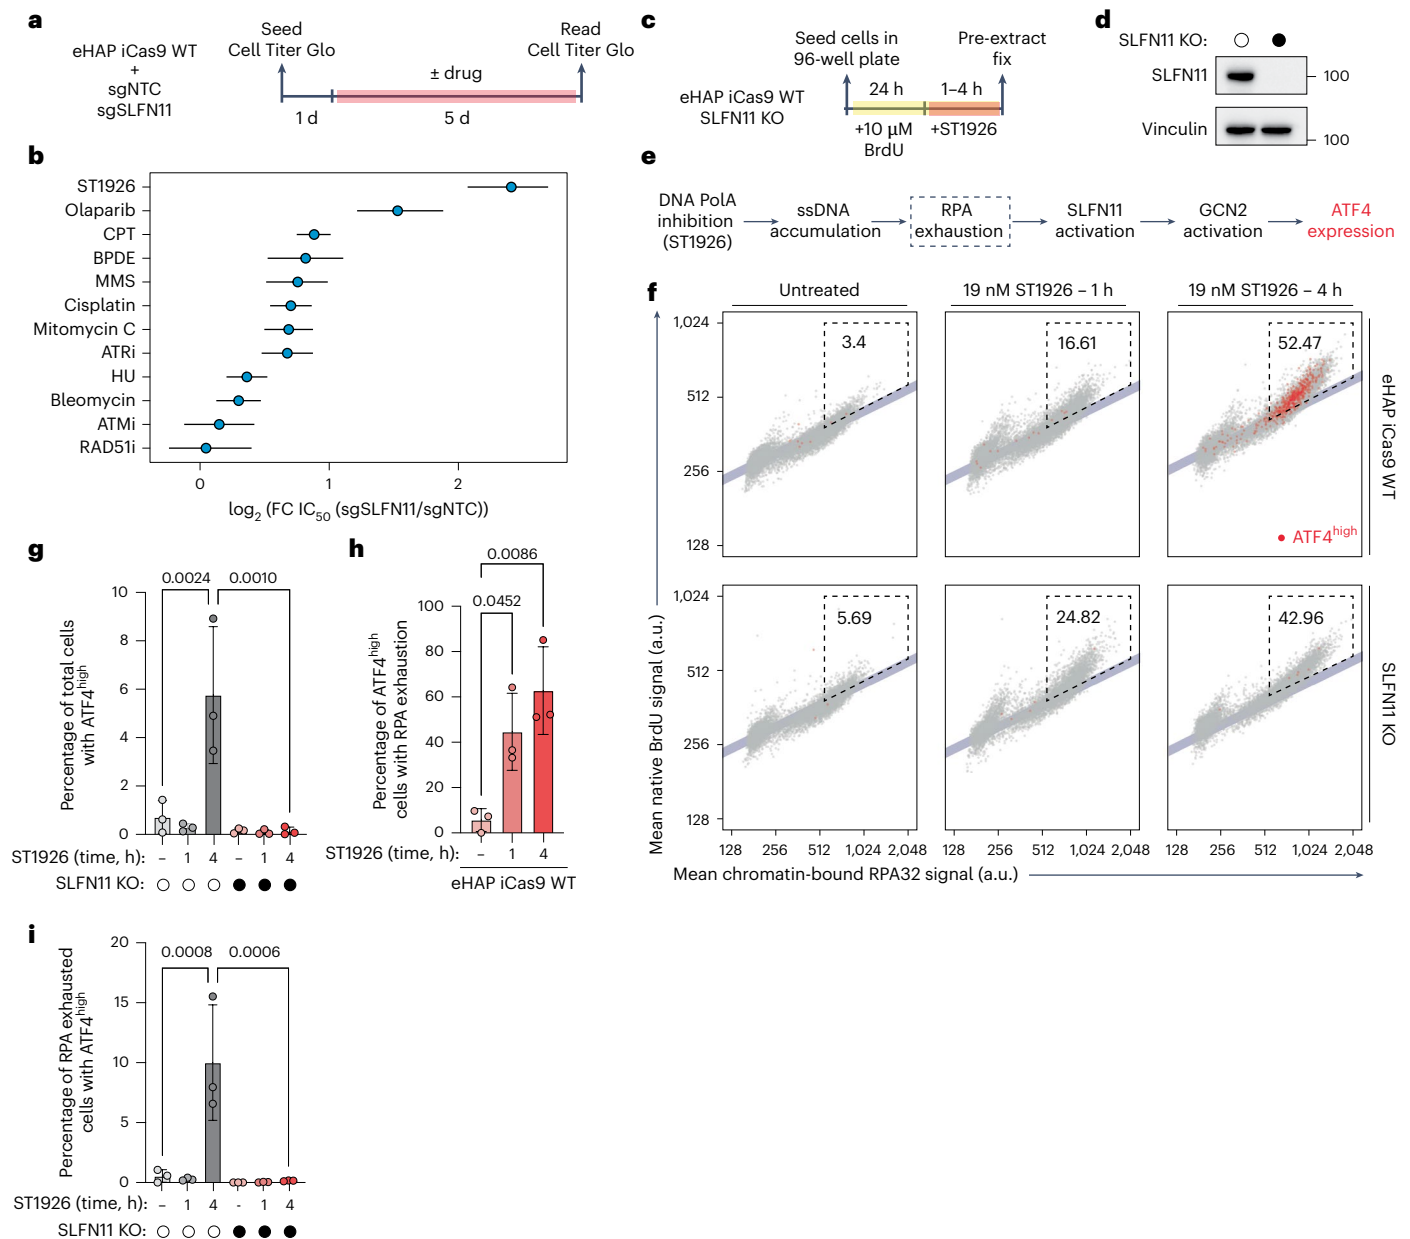 a
Seed
Cell Titer Glo
Read
Cell Titer Glo
eHAP iCas9 WT
+
sgNTC
sgSLFN11
± drug
1 d
5 d
b
ST1926
Olaparib
CPT
BPDE
MMS
Cisplatin
Mitomycin C
ATRi
HU
Bleomycin
ATMi
RAD51i
0
1
2
log2 (FC IC50 (sgSLFN11/sgNTC))
c
Seed cells in
96-well plate
Pre-extract
fix
eHAP iCas9 WT
SLFN11 KO
24 h
1–4 h
+10 µM
BrdU
+ST1926
d
SLFN11 KO:
SLFN11
100
Vinculin
100
e
DNA PolA
inhibition
(ST1926)
ssDNA
accumulation
RPA
exhaustion
SLFN11
activation
GCN2
activation
ATF4
expression
f
Untreated
19 nM ST1926 – 1 h
19 nM ST1926 – 4 h
1,024
512
256
128
3.4
16.61
52.47
ATF4high
eHAP iCas9 WT
1,024
512
256
128
5.69
24.82
42.96
SLFN11 KO
128 256 512 1,024 2,048
128 256 512 1,024 2,048
128 256 512 1,024 2,048
Mean native BrdU signal (a.u.)
Mean chromatin-bound RPA32 signal (a.u.)
g
Percentage of total cells
with ATF4high
10
8
6
4
2
0
0.0024
0.0010
ST1926 (time, h): – 1 4 – 1 4
SLFN11 KO:
h
Percentage of ATF4high
cells with RPA exhaustion
100
80
60
40
20
0
0.0086
0.0452
ST1926 (time, h): – 1 4
eHAP iCas9 WT
i
Percentage of RPA exhausted
cells with ATF4high
20
15
10
5
0
0.0008
0.0006
ST1926 (time, h): – 1 4 - 1 4
SLFN11 KO: